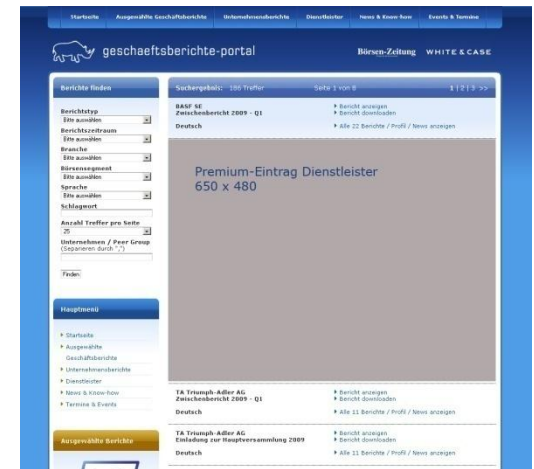 Startseite Ausgewählte Geschäftsberichte Unternehmensberichte Dienstleister News & Know-how Events & Termine
geschaeftsberichte-portal
Börsen-Zeitung WHITE & CASE
Berichte finden
Berichtstyp
Bitte auswählen
Berichtszeitraum
Bitte auswählen
Branche
Bitte auswählen
Börsensegment
Bitte auswählen
Sprache
Bitte auswählen
Schlagwort
Anzahl Treffer pro Seite
25
Unternehmen / Peer Group
(Separieren durch ",")
Finden
Hauptmenü
Startseite
Ausgewählte
Geschäftsberichte
Unternehmensberichte
Dienstleister
News & Know-how
Termine & Events
Ausgewählte Berichte
Suchergebnis: 186 Treffer Seite 1 von 8 1 | 2 | 3 >>
BASF SE
Zwischenbericht 2009 - Q1
Deutsch
Bericht anzeigen
Bericht downloaden
Alle 22 Berichte / Profil / News anzeigen
Premium-Eintrag Dienstleister
650 x 480
TA Triumph-Adler AG
Zwischenbericht 2009 - Q1
Deutsch
Bericht anzeigen
Bericht downloaden
Alle 11 Berichte / Profil / News anzeigen
TA Triumph-Adler AG
Einladung zur Hauptversammlung 2009
Deutsch
Bericht anzeigen
Bericht downloaden
Alle 11 Berichte / Profil / News anzeigen